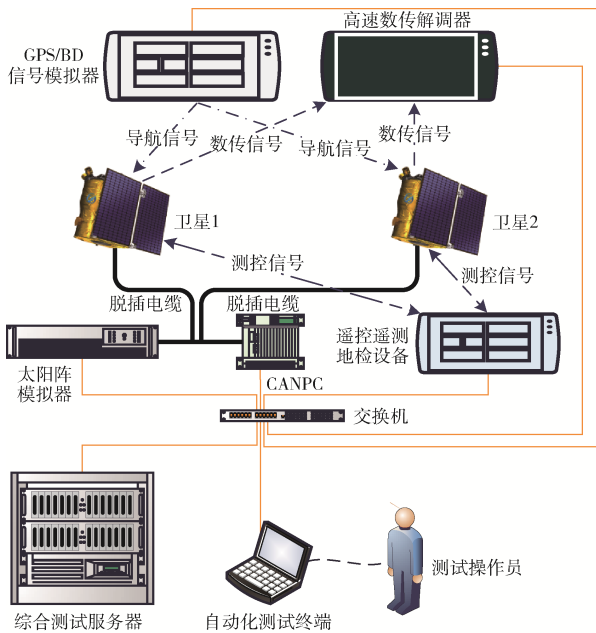 高速数传解调器
GPS/BD
信号模拟器
导航信号
数传信号
导航信号
数传信号
卫星1
卫星2
测控信号
测控信号
脱插电缆
脱插电缆
遥控遥测
地检设备
太阳阵
模拟器
CANPC
交换机
测试操作员
综合测试服务器
自动化测试终端